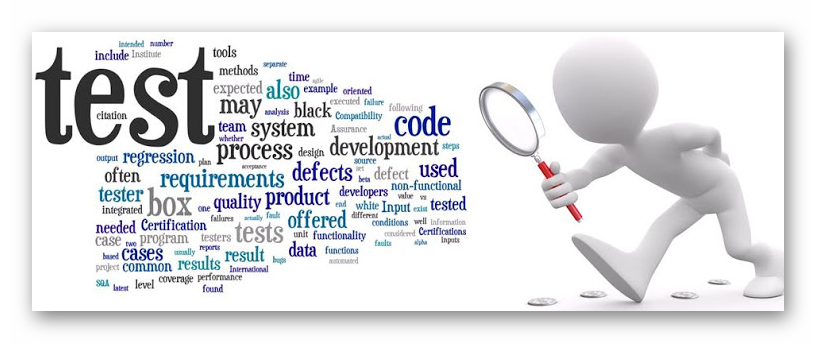 intended number
include Institute tools
test
separate
methods
time agile
expected also example oriented
citation may black executed failure following
analysis Compatibility
team system Assurance code
whether actual
process design development steps
output regression plan acceptance source
often requirements defects set defect used
beta
tester box product developers non-functional
integrated one quality value vs
end white Input exist tested
needed Certification failures actually fault offered different conditions well information
case two program testers tests unit functionality considered Certifications
based cases usually reports data faults alpha inputs
project common results result bugs functions
International automated
SQA latest level coverage performance
found